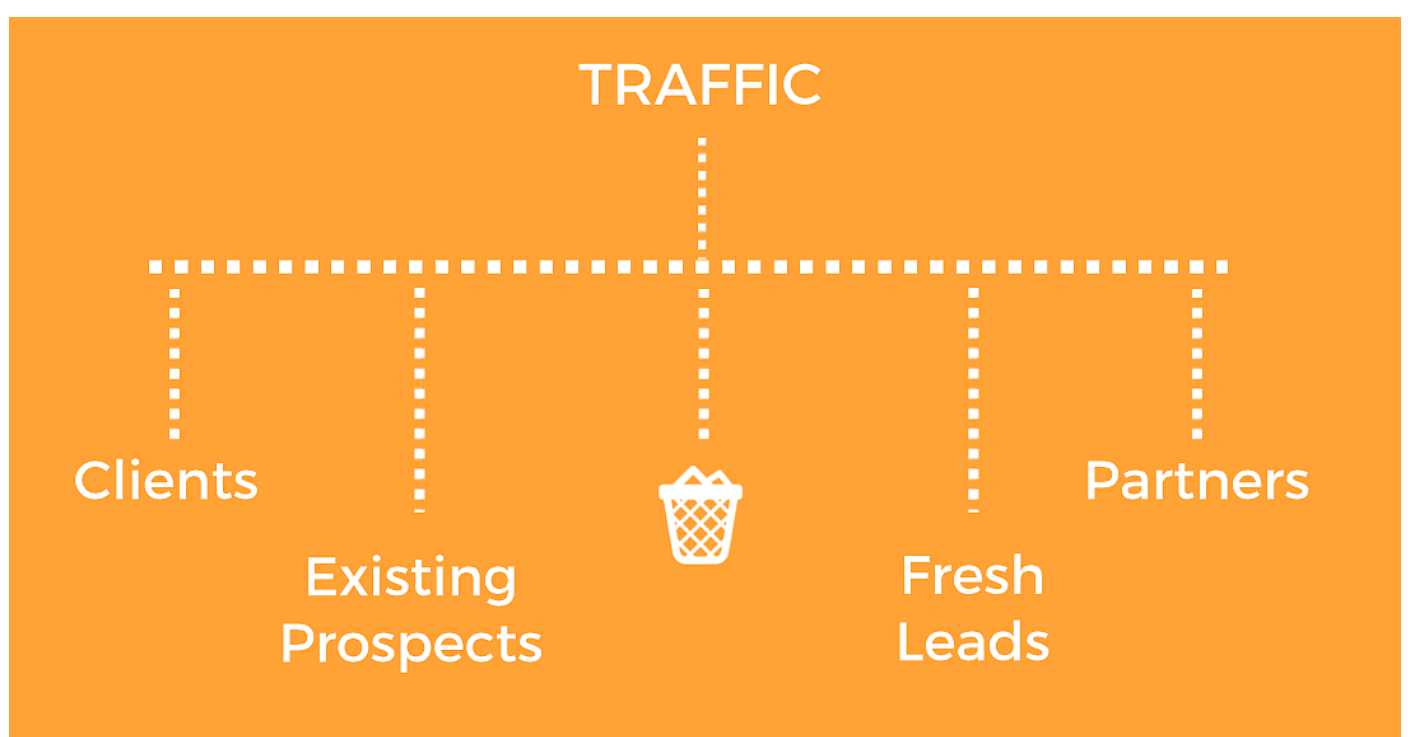 TRAFFIC
Clients
Partners
Existing
Prospects
Fresh
Leads